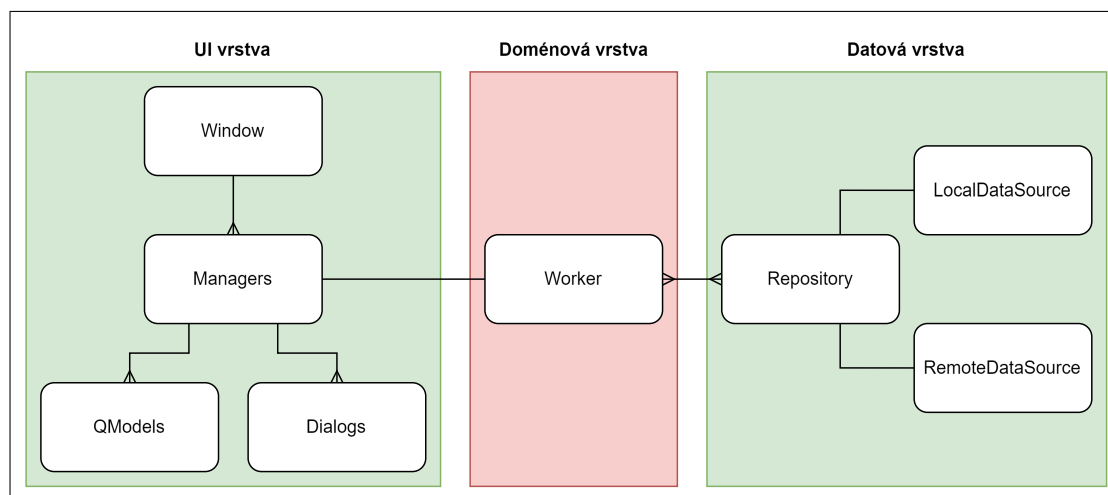 UI vrstva
Doménová vrstva
Datová vrstva
Window
LocalDataSource
Managers
Worker
Repository
RemoteDataSource
QModels
Dialogs